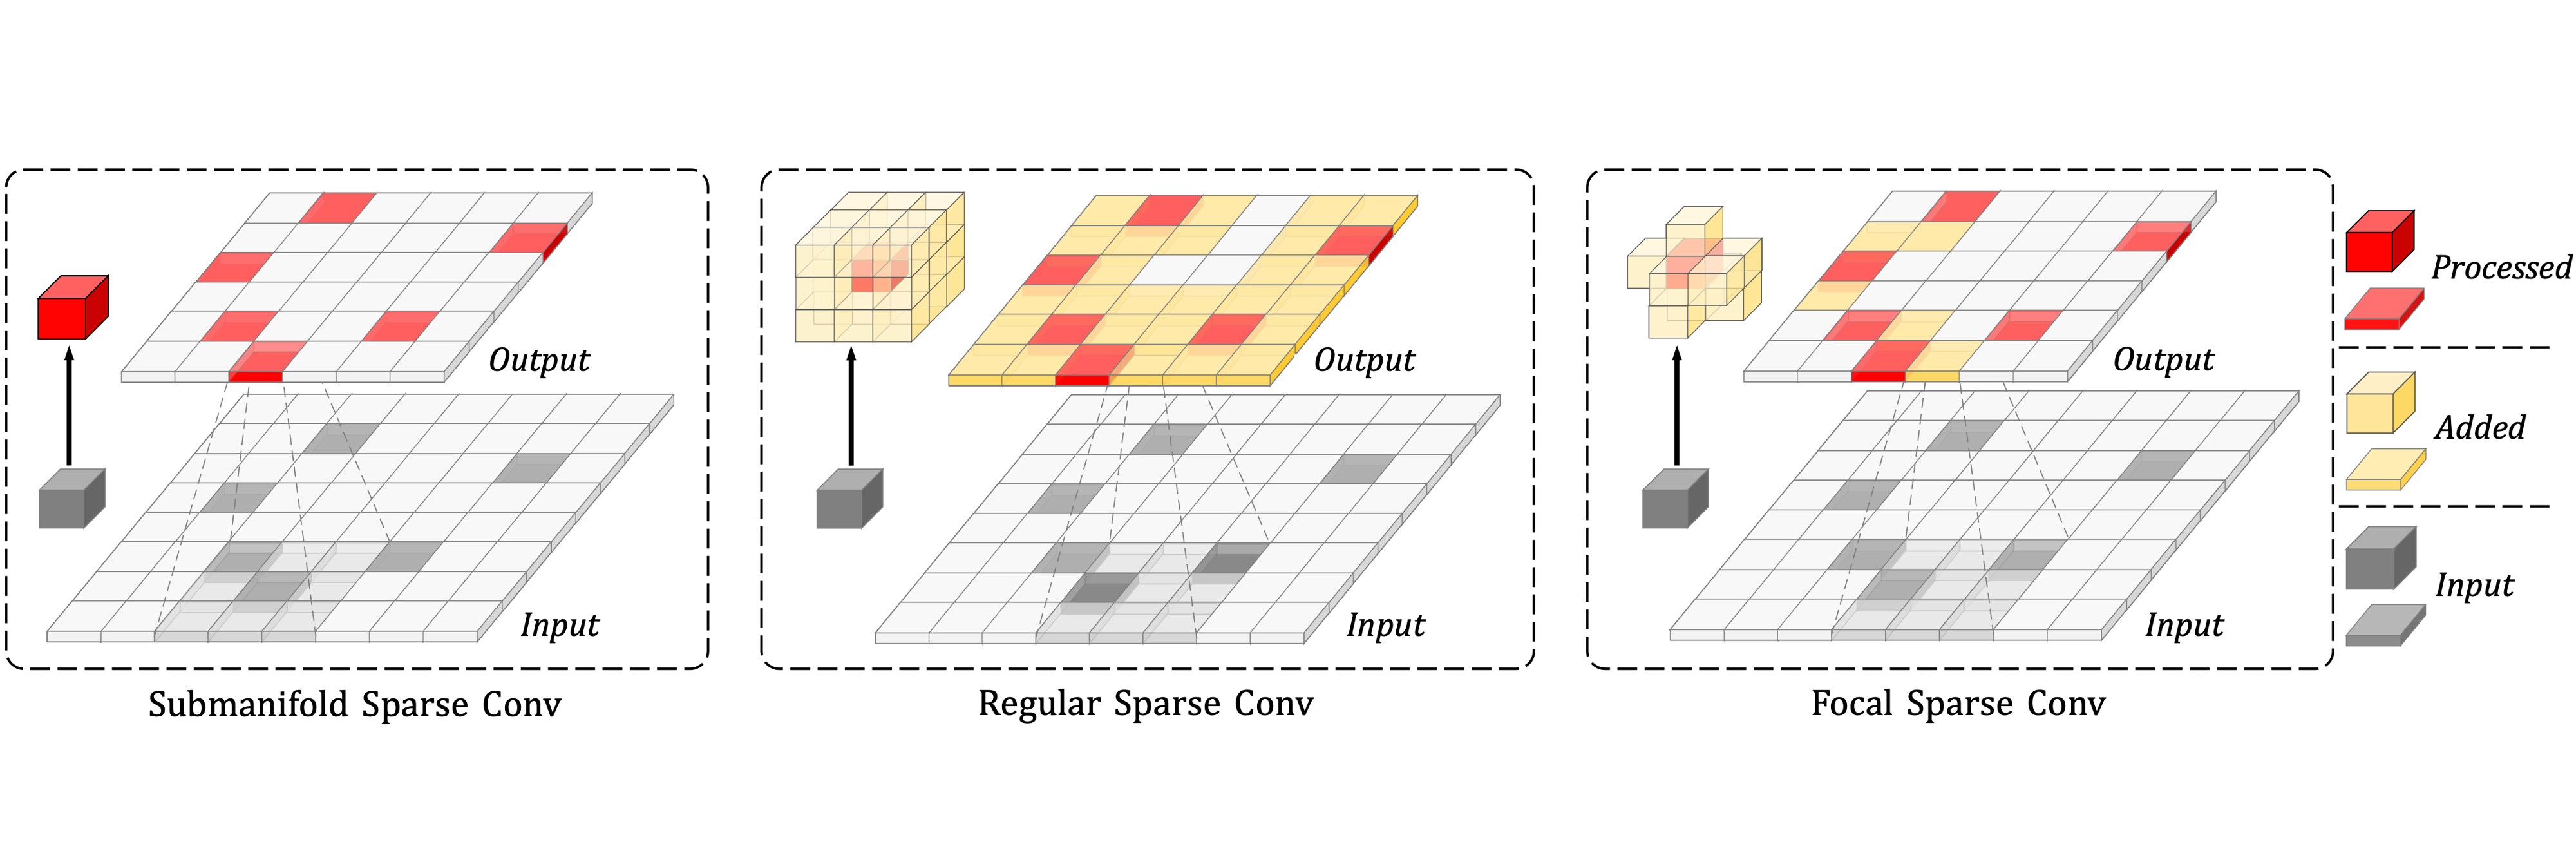 Output
Input
Submanifold Sparse Conv
Output
Input
Regular Sparse Conv
Output
Input
Focal Sparse Conv
Processed
Added
Input